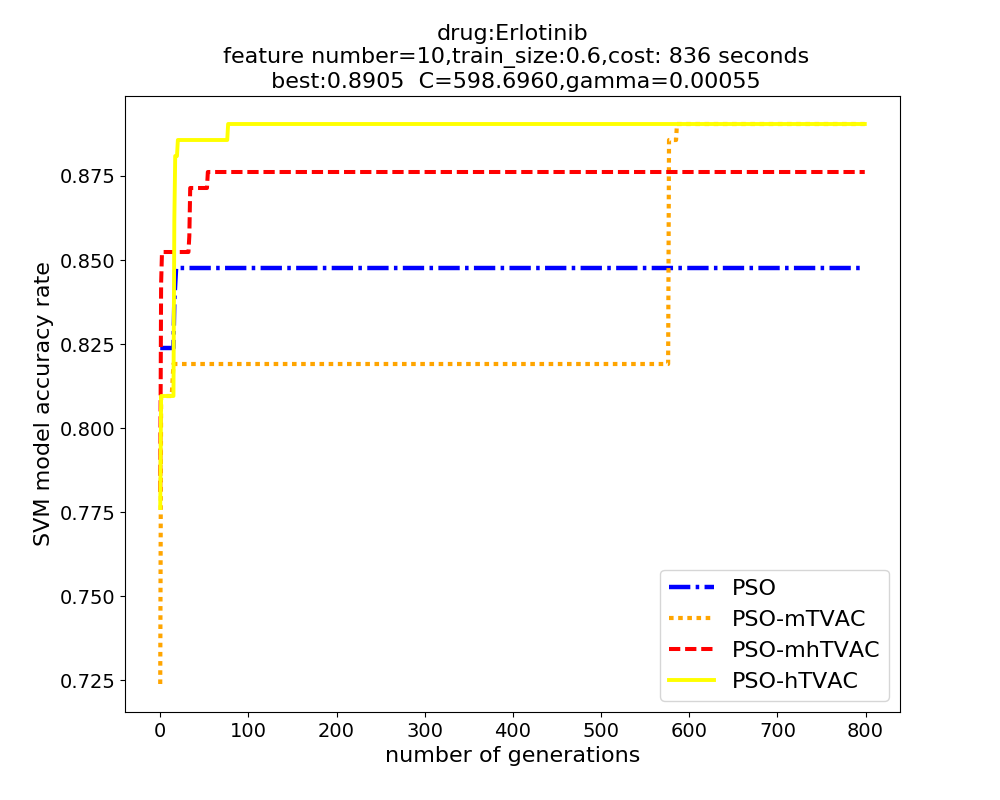 drug:Erlotinib
feature number=10,train_size:0.6,cost: 836 seconds
best:0.8905  C=598.6960,gamma=0.00055
SVM model accuracy rate
0.875
0.850
0.825
0.800
0.775
0.750
0.725
PSO
PSO-mTVAC
PSO-mhTVAC
PSO-hTVAC
0 100 200 300 400 500 600 700 800
number of generations